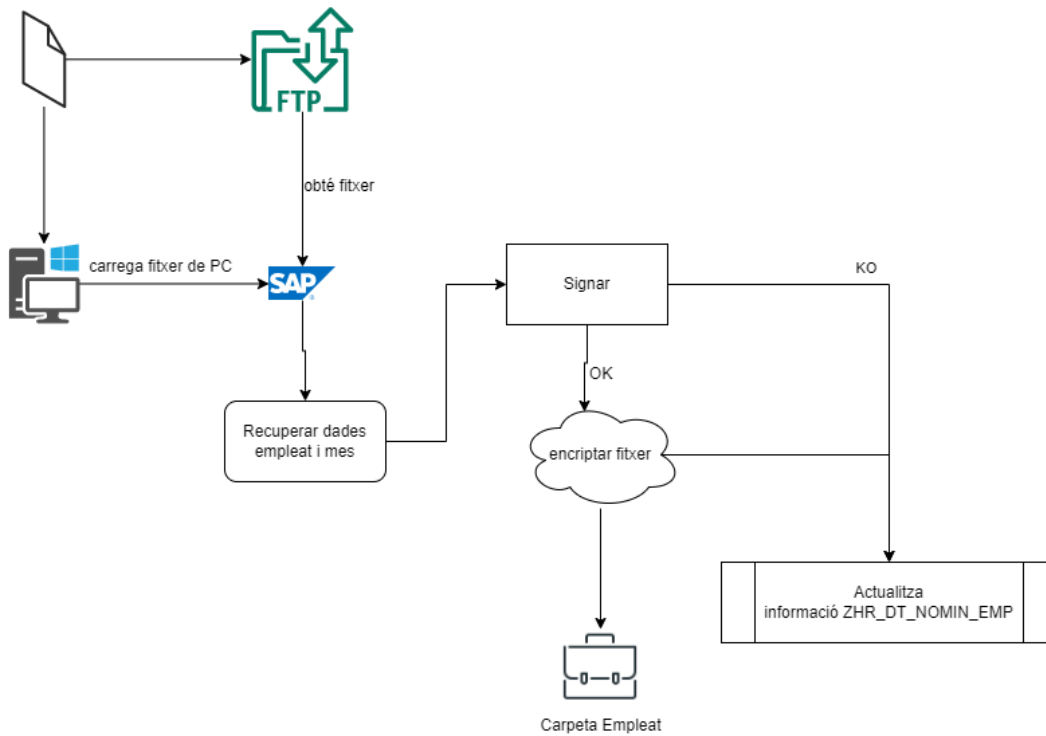 FTP
obté fitxer
carrega fitxer de PC
SAP
®
Signar
KO
OK
Recuperar dades
empleat i mes
encriptar fitxer
Actualitza
informació ZHR_DT_NOMIN_EMP
Carpeta Empleat